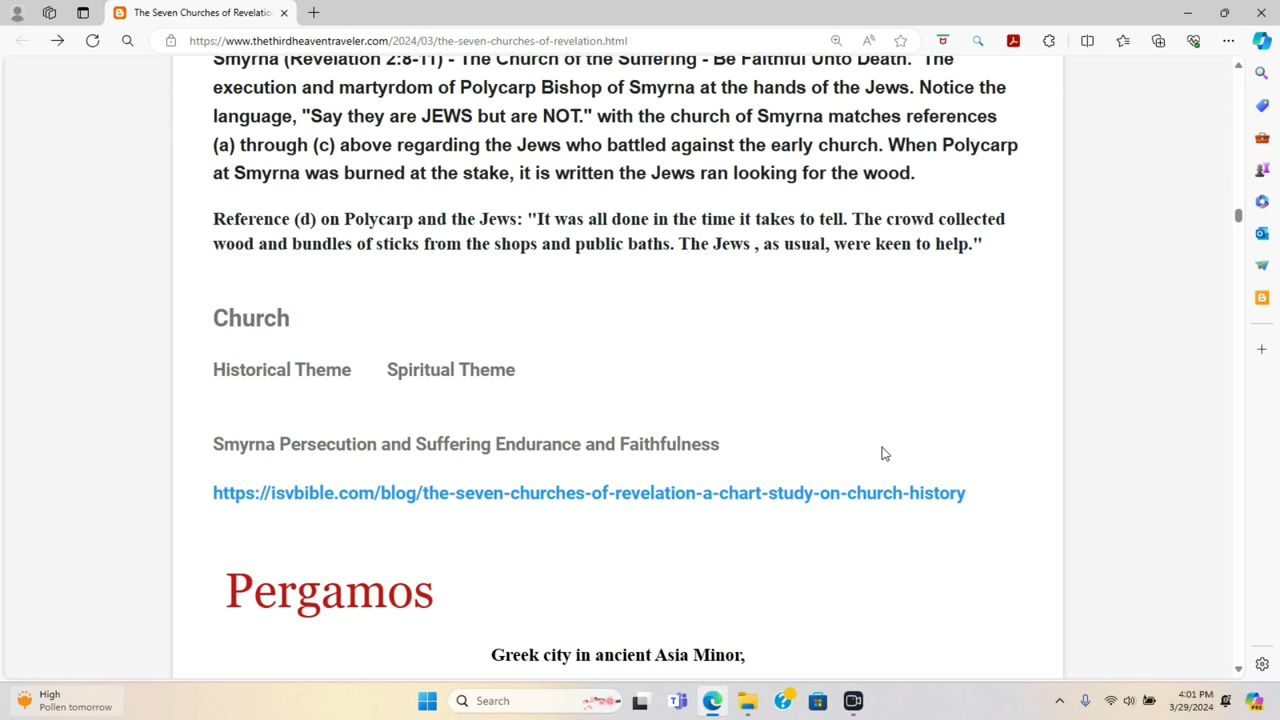 The Seven Churches of Revelatio
https://www.thethirdheaventraveler.com/2024/03/the-seven-churches-of-revelation.html
Smyrna (Revelation 2:8-11) - The Church of the Suffering - Be Faithful Unto Death." The
execution and martyrdom of Polycarp Bishop of Smyrna at the hands of the Jews. Notice the
language, "Say they are JEWS but are NOT." with the church of Smyrna matches references
(a) through (c) above regarding the Jews who battled against the early church. When Polycarp
at Smyrna was burned at the stake, it is written the Jews ran looking for the wood.
Reference (d) on Polycarp and the Jews: "It was all done in the time it takes to tell. The crowd collected
wood and bundles of sticks from the shops and public baths. The Jews , as usual, were keen to help."
Church
Historical Theme Spiritual Theme
Smyrna Persecution and Suffering Endurance and Faithfulness
https://isvbible.com/blog/the-seven-churches-of-revelation-a-chart-study-on-church-history
Pergamos
Greek city in ancient Asia Minor,
High
Pollen tomorrow
Search
4:01 PM
3/29/2024